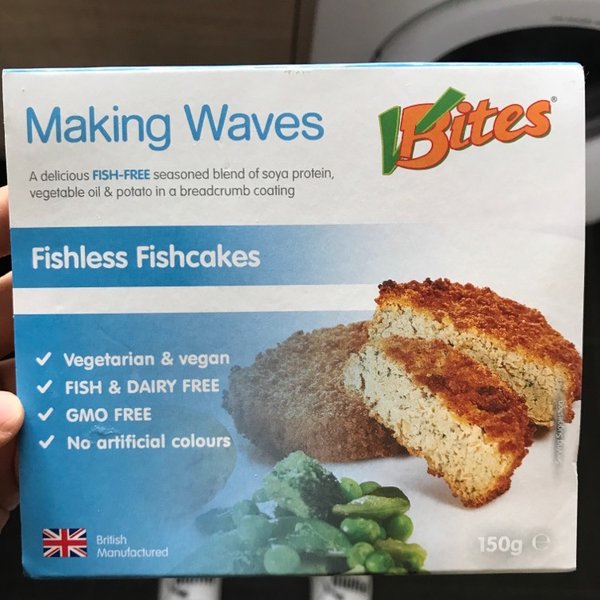 Making Waves
VBites®
A delicious FISH-FREE seasoned blend of soya protein,
vegetable oil & potato in a breadcrumb coating
Fishless Fishcakes
✓ Vegetarian & vegan
✓ FISH & DAIRY FREE
✓ GMO FREE
✓ No artificial colours
British
Manufactured
150g ℮